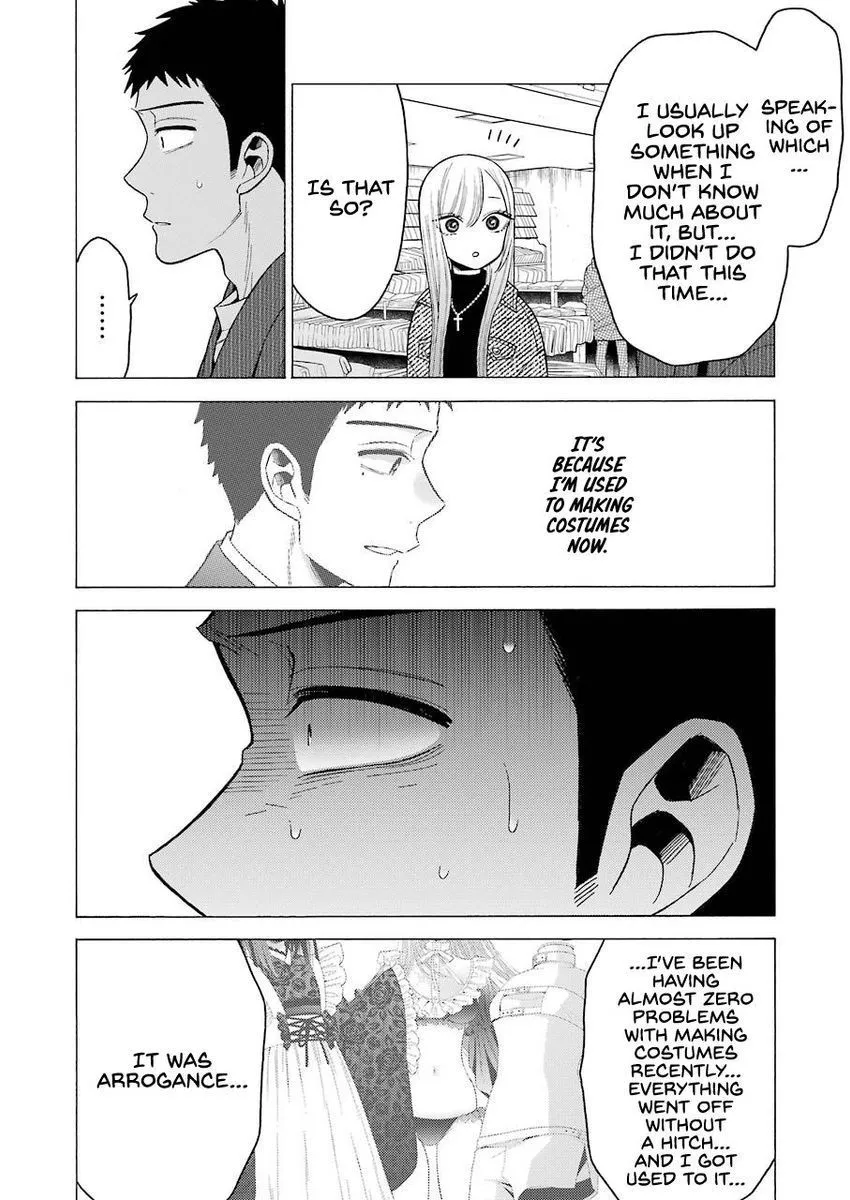 SPEAK-
ING OF
WHICH
...
I USUALLY
LOOK UP
SOMETHING
WHEN I
DON'T KNOW
MUCH ABOUT
IT, BUT...
I DIDN'T DO
THAT THIS
TIME...
IS THAT
SO?
......
IT'S
BECAUSE
I'M USED
TO MAKING
COSTUMES
NOW.
...I'VE BEEN
HAVING
ALMOST ZERO
PROBLEMS
WITH MAKING
COSTUMES
RECENTLY...
EVERYTHING
WENT OFF
WITHOUT
A HITCH...
AND I GOT
USED TO IT...
IT WAS
ARROGANCE...